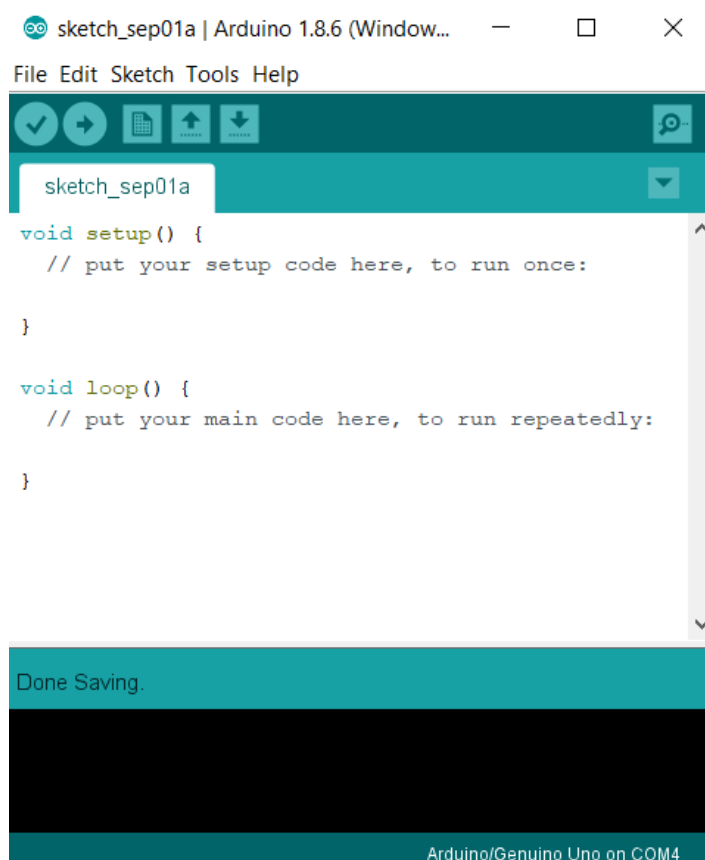 sketch_sep01a | Arduino 1.8.6 (Window...
File Edit Sketch Tools Help
sketch_sep01a
void setup() {
  // put your setup code here, to run once:
}
void loop() {
  // put your main code here, to run repeatedly:
}
Done Saving.
Arduino/Genuino Uno on COM4